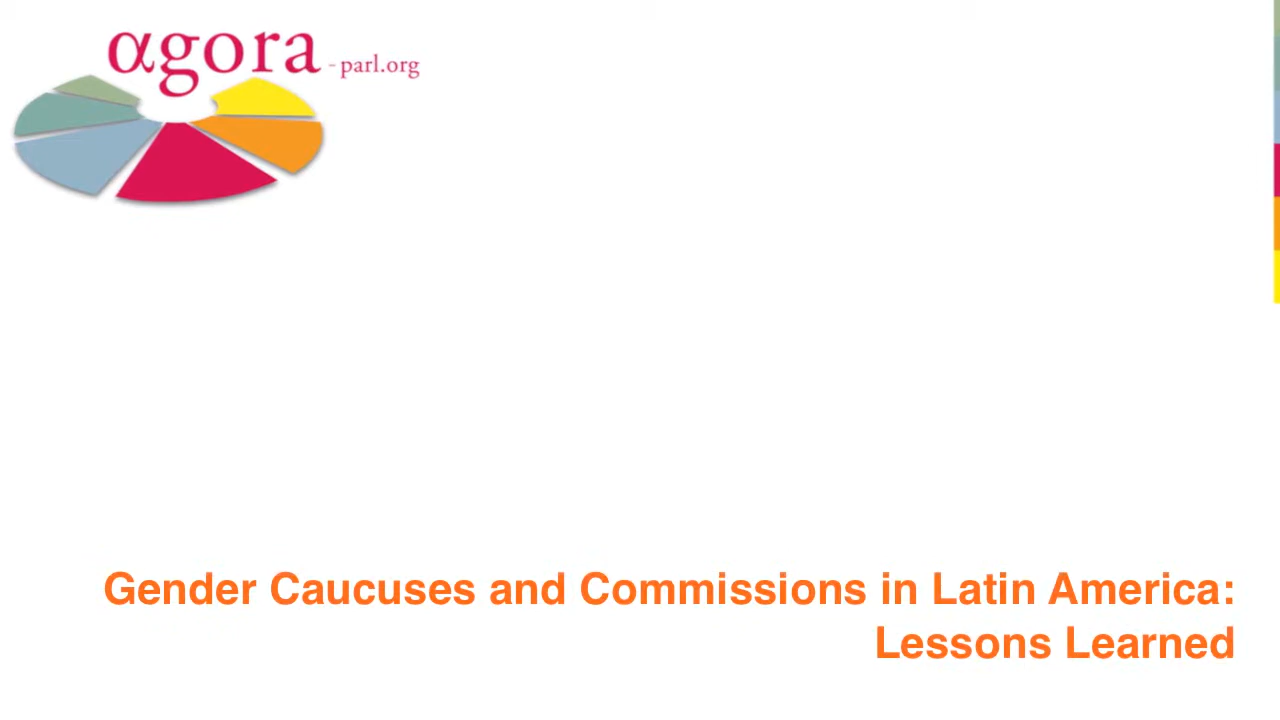 αgora - parl.org
Gender Caucuses and Commissions in Latin America:
Lessons Learned